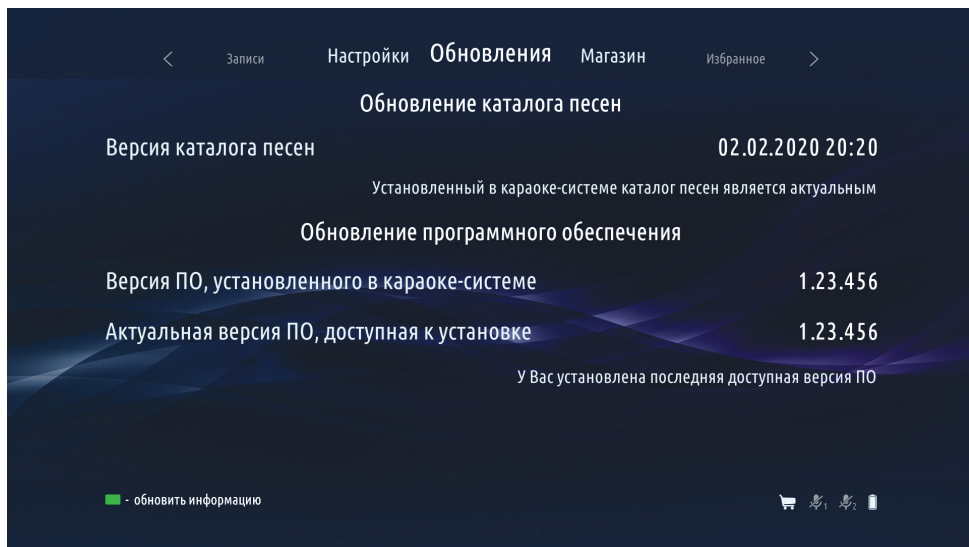 Записи Настройки Обновления Магазин Избранное
Обновление каталога песен
Версия каталога песен 02.02.2020 20:20
Установленный в караоке-системе каталог песен является актуальным
Обновление программного обеспечения
Версия ПО, установленного в караоке-системе 1.23.456
Актуальная версия ПО, доступная к установке 1.23.456
У Вас установлена последняя доступная версия ПО
- обновить информацию 1 2